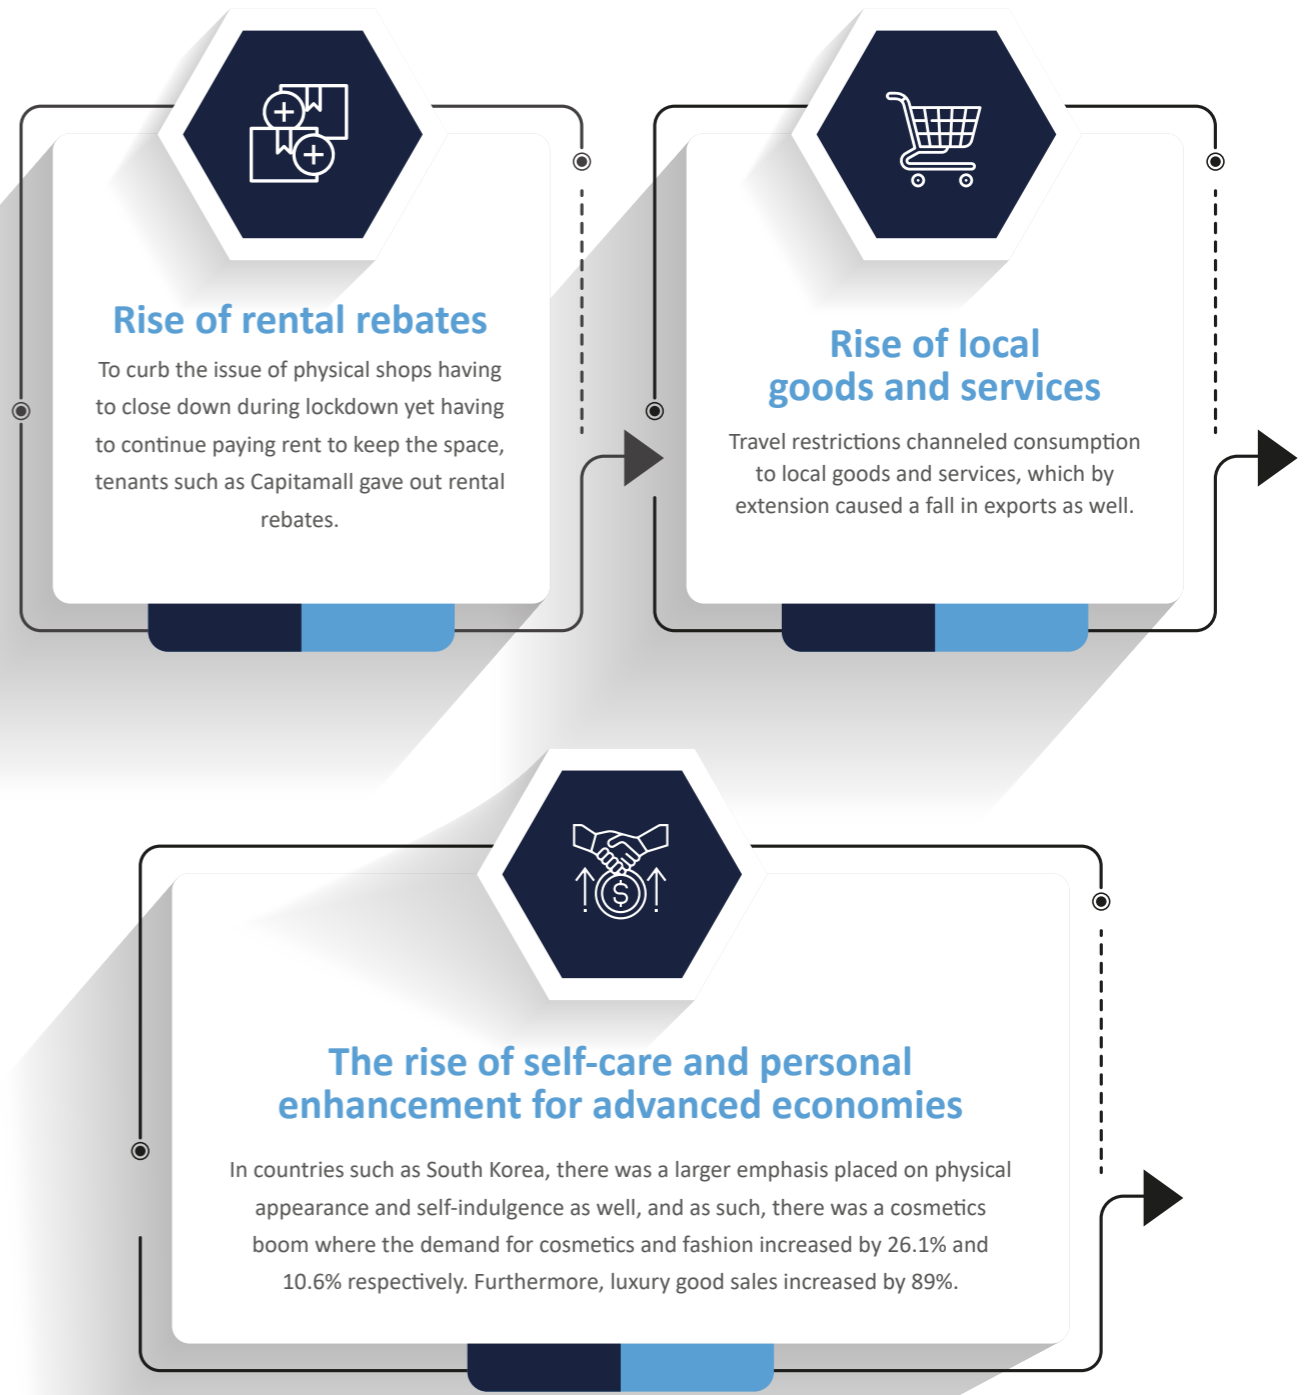 Rise of rental rebates
To curb the issue of physical shops having
to close down during lockdown yet having
to continue paying rent to keep the space,
tenants such as Capitamall gave out rental
rebates.
Rise of local
goods and services
Travel restrictions channeled consumption
to local goods and services, which by
extension caused a fall in exports as well.
$
The rise of self-care and personal
enhancement for advanced economies
In countries such as South Korea, there was a larger emphasis placed on physical
appearance and self-indulgence as well, and as such, there was a cosmetics
boom where the demand for cosmetics and fashion increased by 26.1% and
10.6% respectively. Furthermore, luxury good sales increased by 89%.